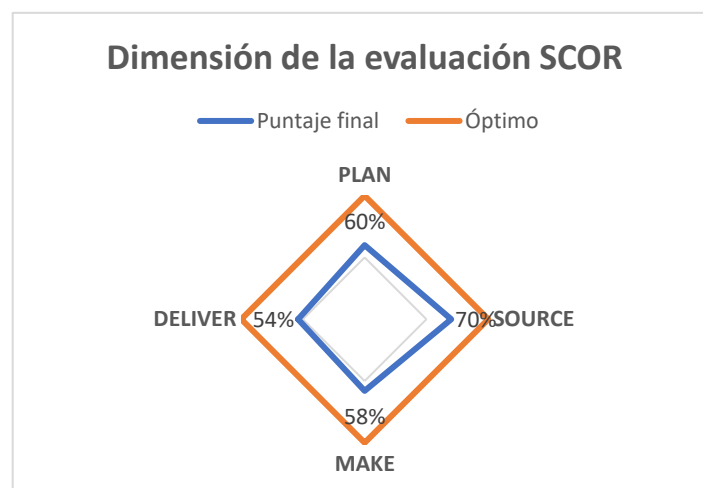 Dimensión de la evaluación SCOR
Puntaje final Óptimo
PLAN
60%
DELIVER 54% 70% SOURCE
58%
MAKE